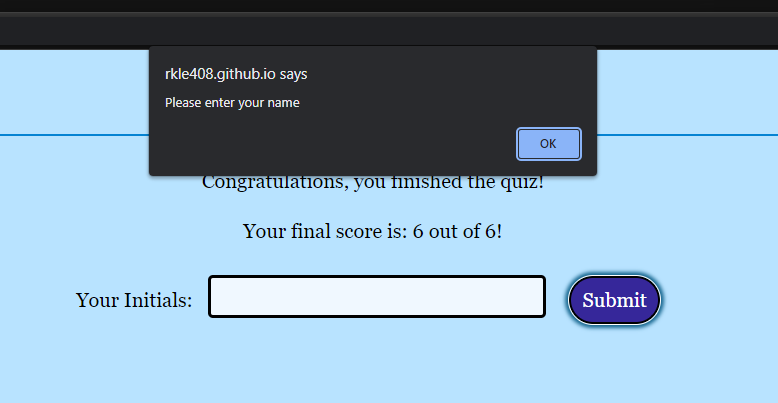 rkle408.github.io says
Please enter your name
OK
Congratulations, you finished the quiz!
Your final score is: 6 out of 6!
Your Initials:
Submit